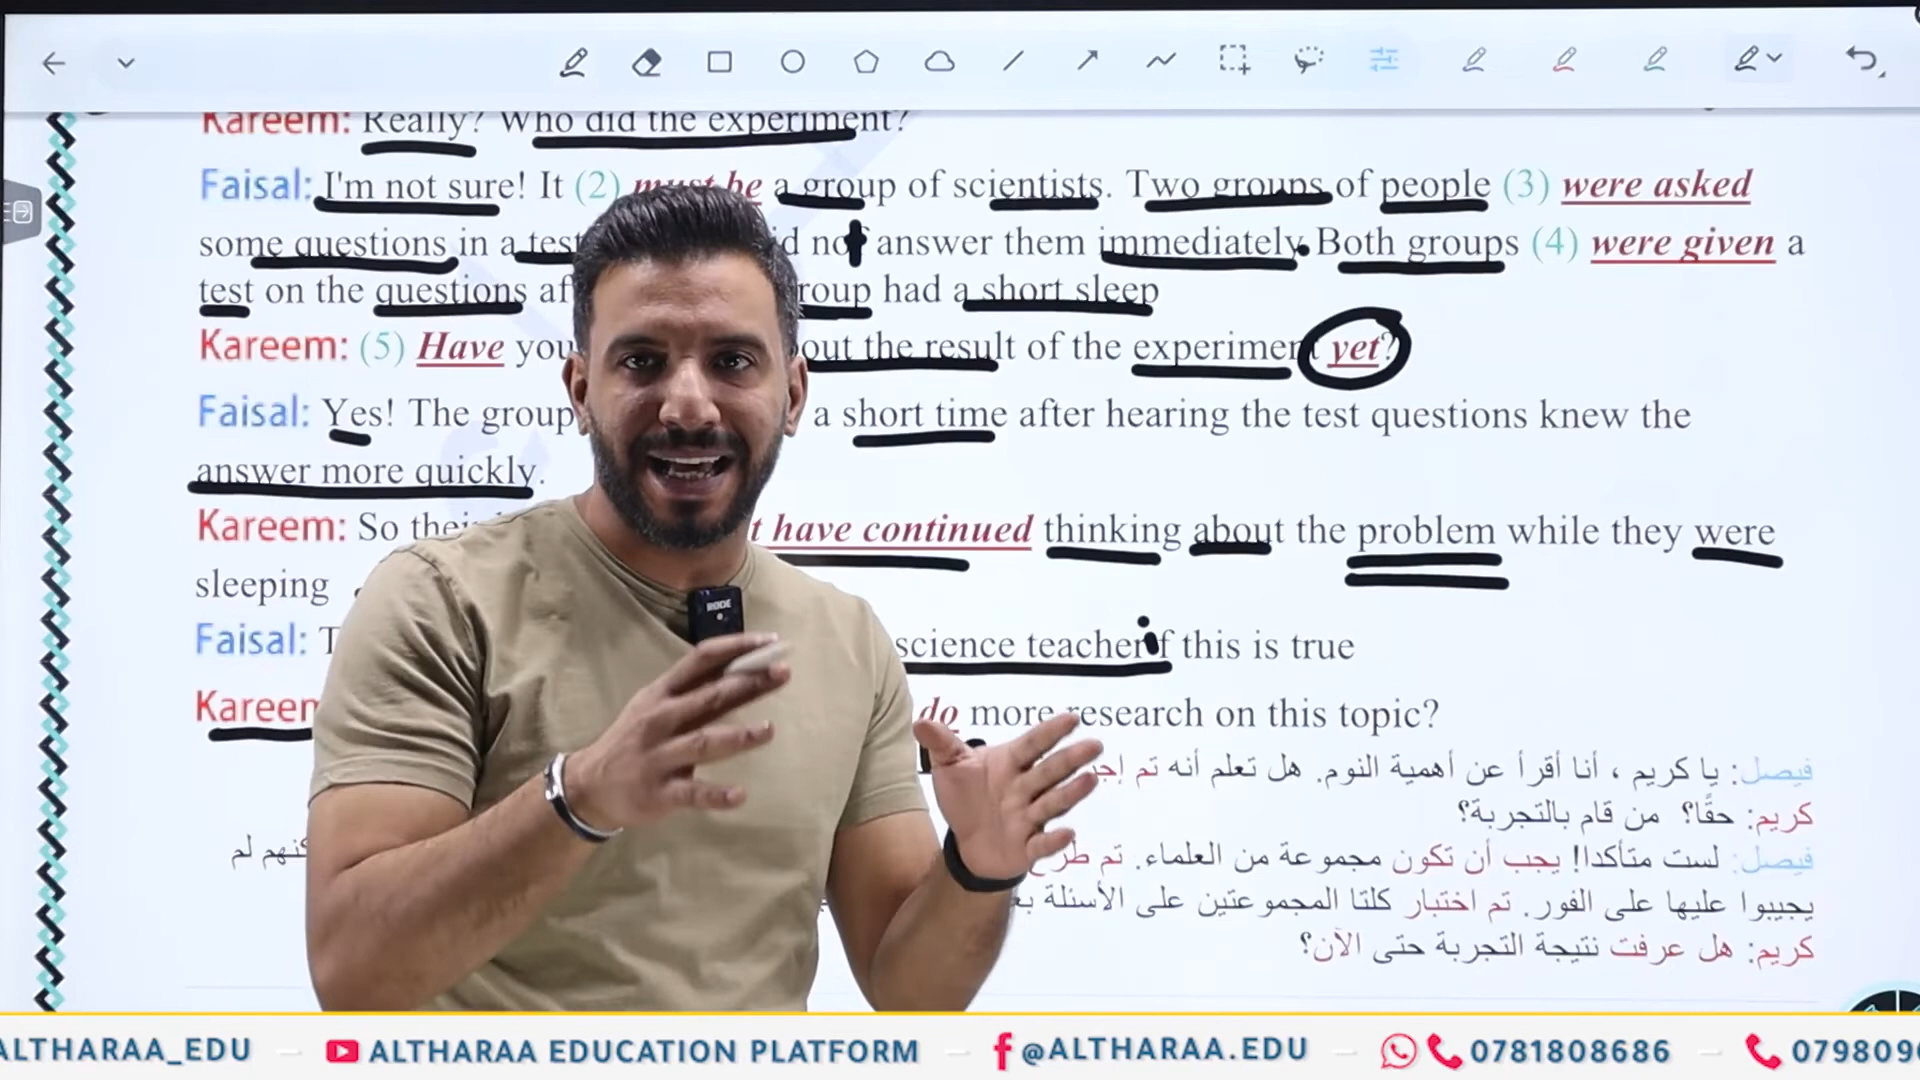 Kareem: Really? Who did the experiment?
Faisal: I'm not sure! It (2) must be a group of scientists. Two groups of people (3) were asked
some questions in a test d not answer them immediately. Both groups (4) were given a
test on the questions af roup had a short sleep
Kareem: (5) Have you out the result of the experiment yet?
Faisal: Yes! The group a short time after hearing the test questions knew the
answer more quickly.
Kareem: So their t have continued thinking about the problem while they were
sleeping
Faisal: T science teacher if this is true
Kareem do more research on this topic?
فيصل: يا كريم ، أنا أقرأ عن أهمية النوم. هل تعلم أنه تم إجر
كريم: حقًا؟ من قام بالتجربة؟
فيصل: لست متأكدا! يجب أن تكون مجموعة من العلماء. تم طر كنهم لم
يجيبوا عليها على الفور. تم اختبار كلتا المجموعتين على الأسئلة بع
كريم: هل عرفت نتيجة التجربة حتى الآن؟
RØDE
ALTHARAA_EDU — ALTHARAA EDUCATION PLATFORM — @ALTHARAA.EDU — 0781808686 — 079809